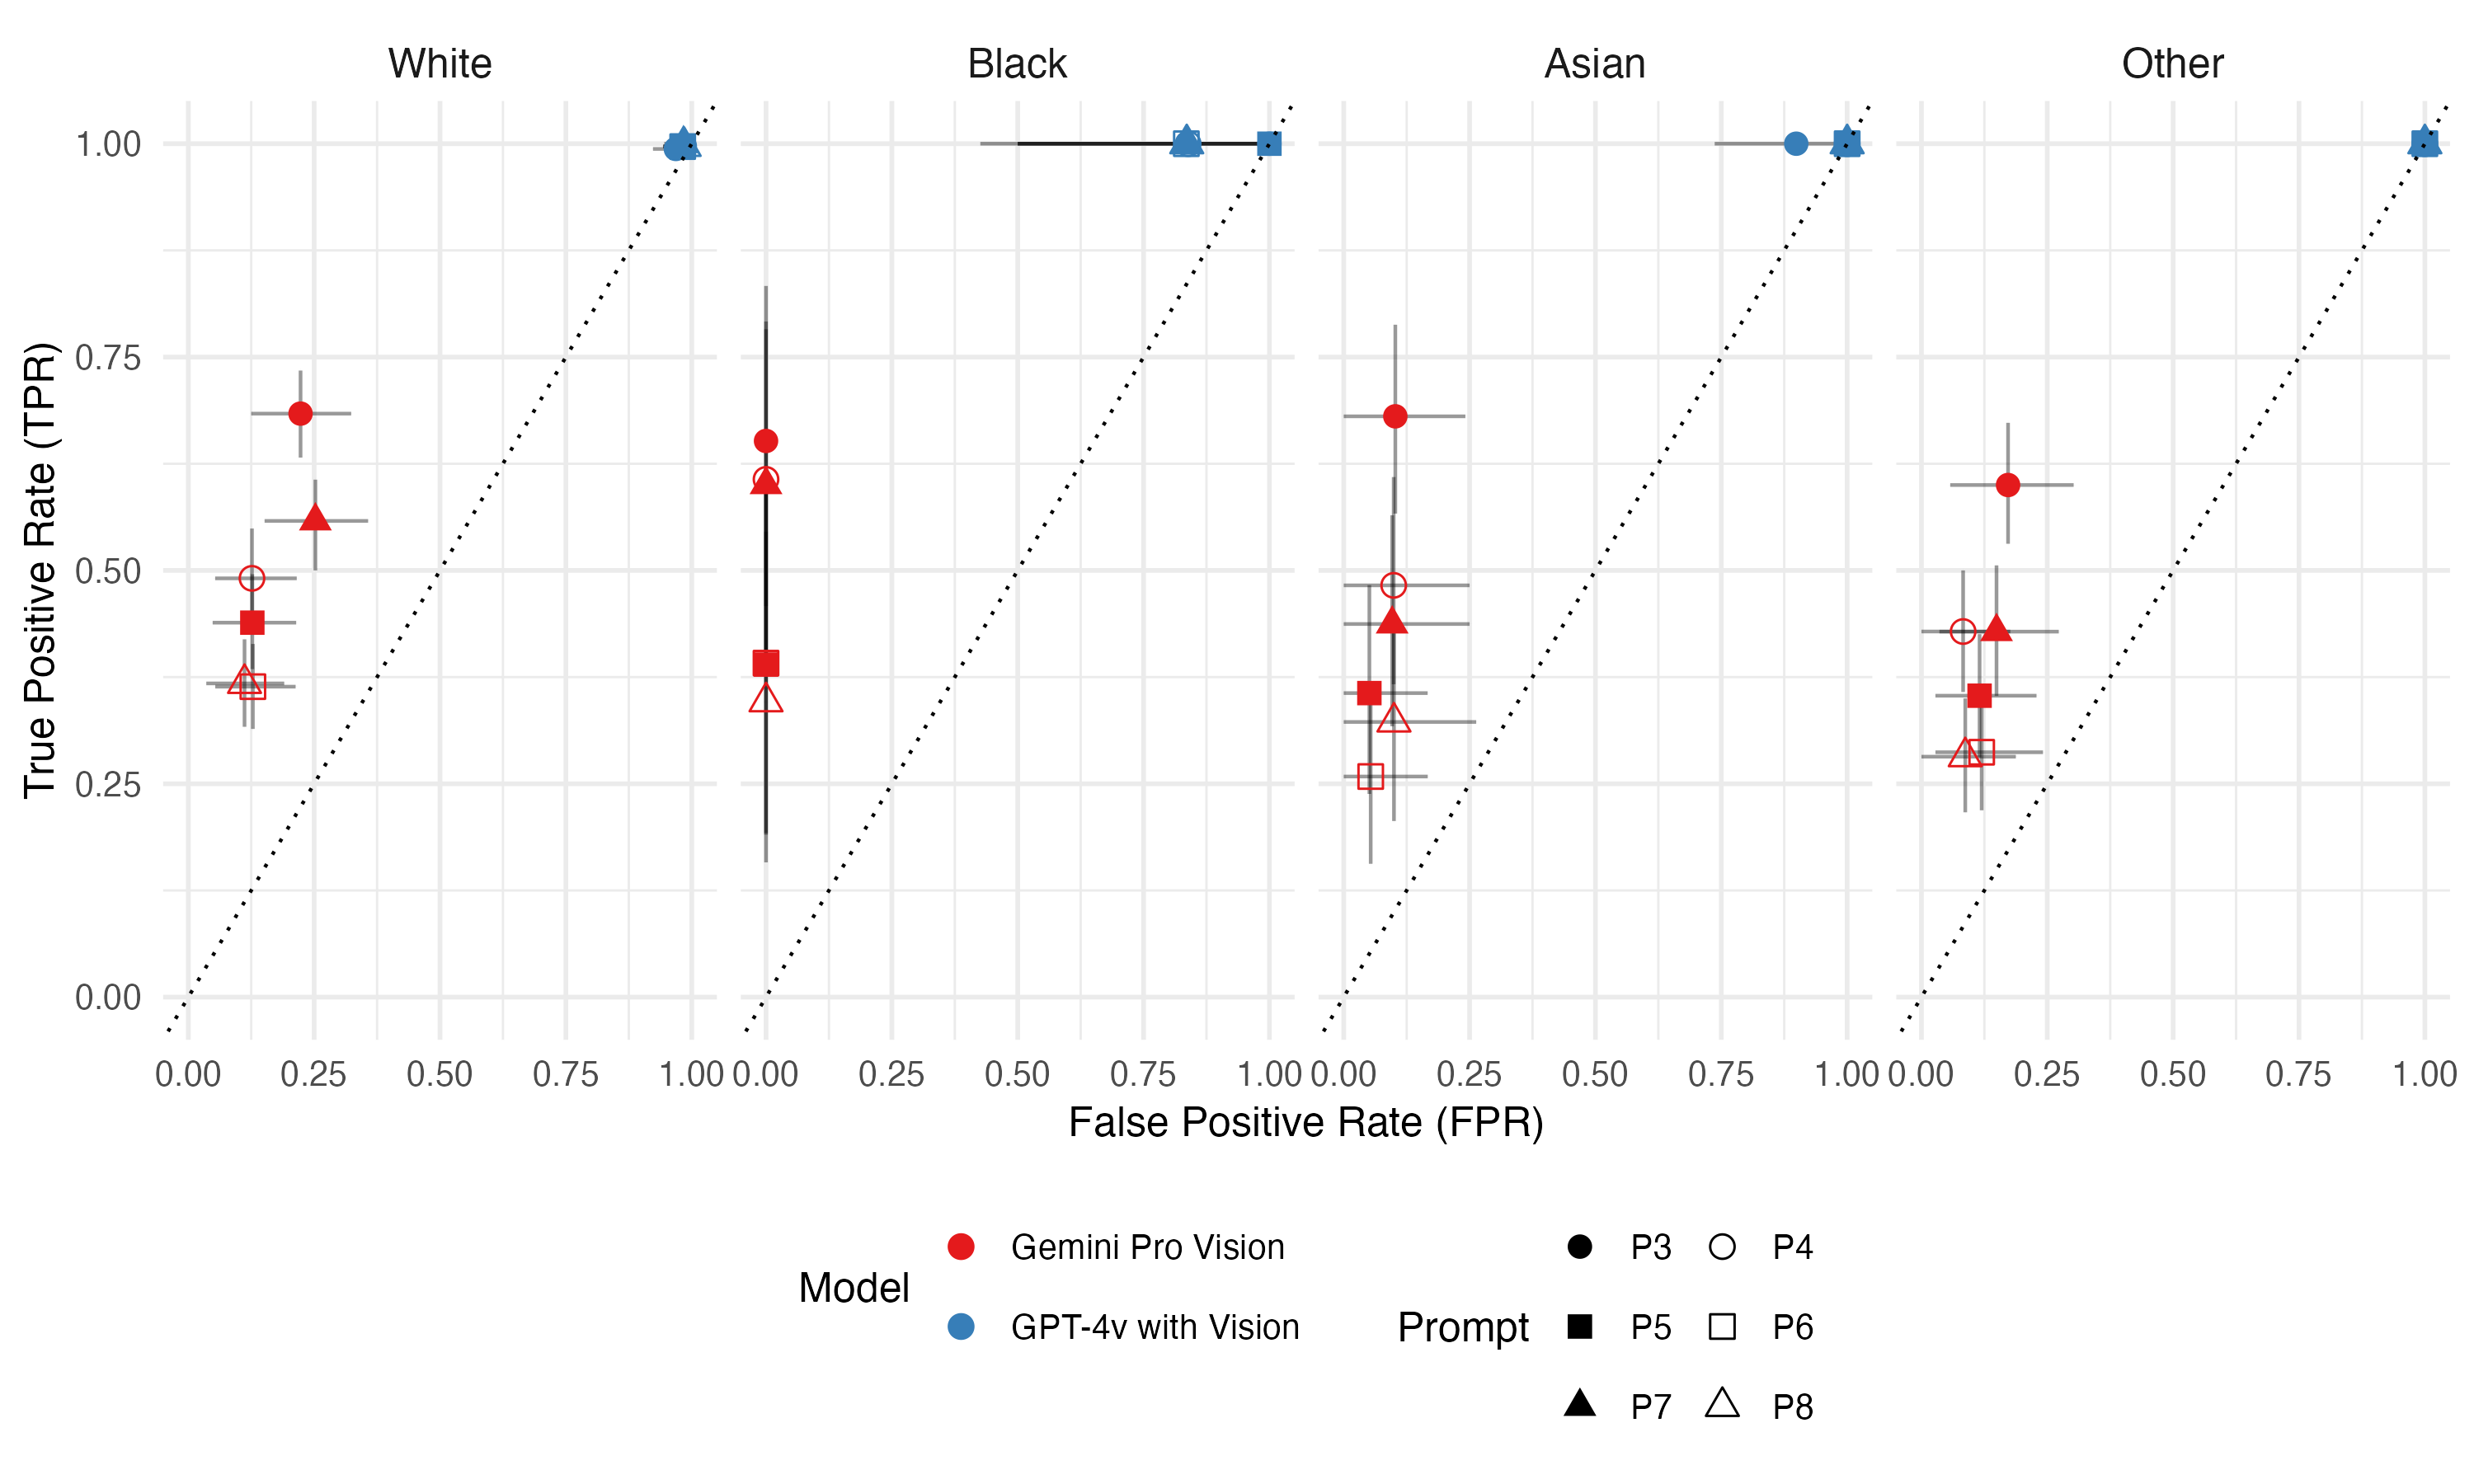 White Black Asian Other
True Positive Rate (TPR)
1.00
0.75
0.50
0.25
0.00
0.00 0.25 0.50 0.75 1.00 0.00 0.25 0.50 0.75 1.00 0.00 0.25 0.50 0.75 1.00 0.00 0.25 0.50 0.75 1.00
False Positive Rate (FPR)
Model
Gemini Pro Vision
GPT-4v with Vision
Prompt
P3 P4
P5 P6
P7 P8